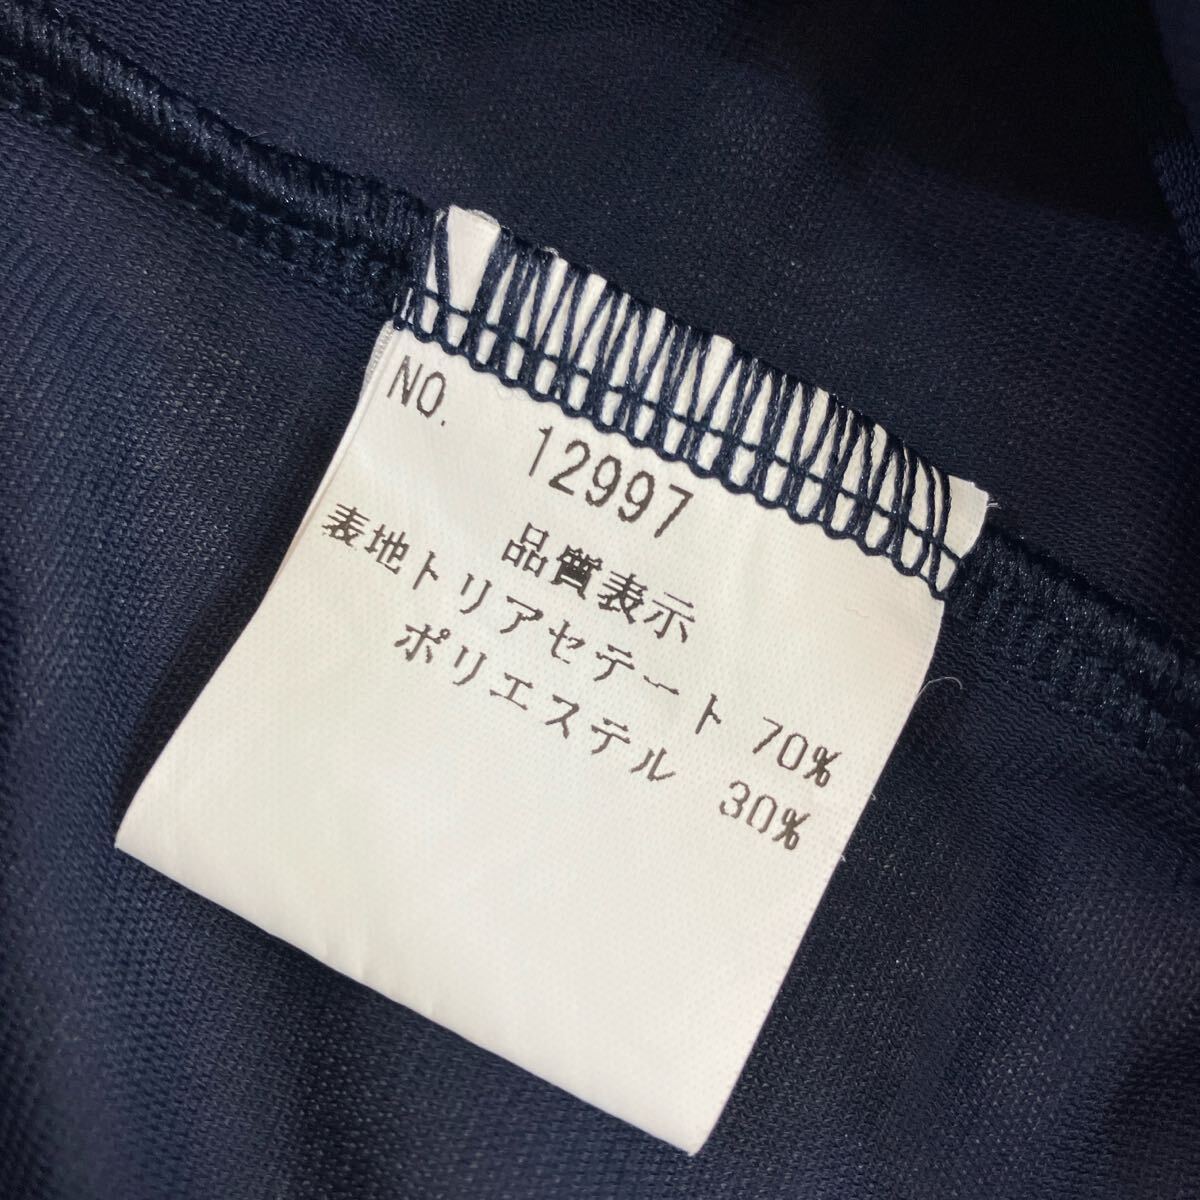 NO. 12997
品質表示
表地トリアセテート 70%
ポリエステル 30%